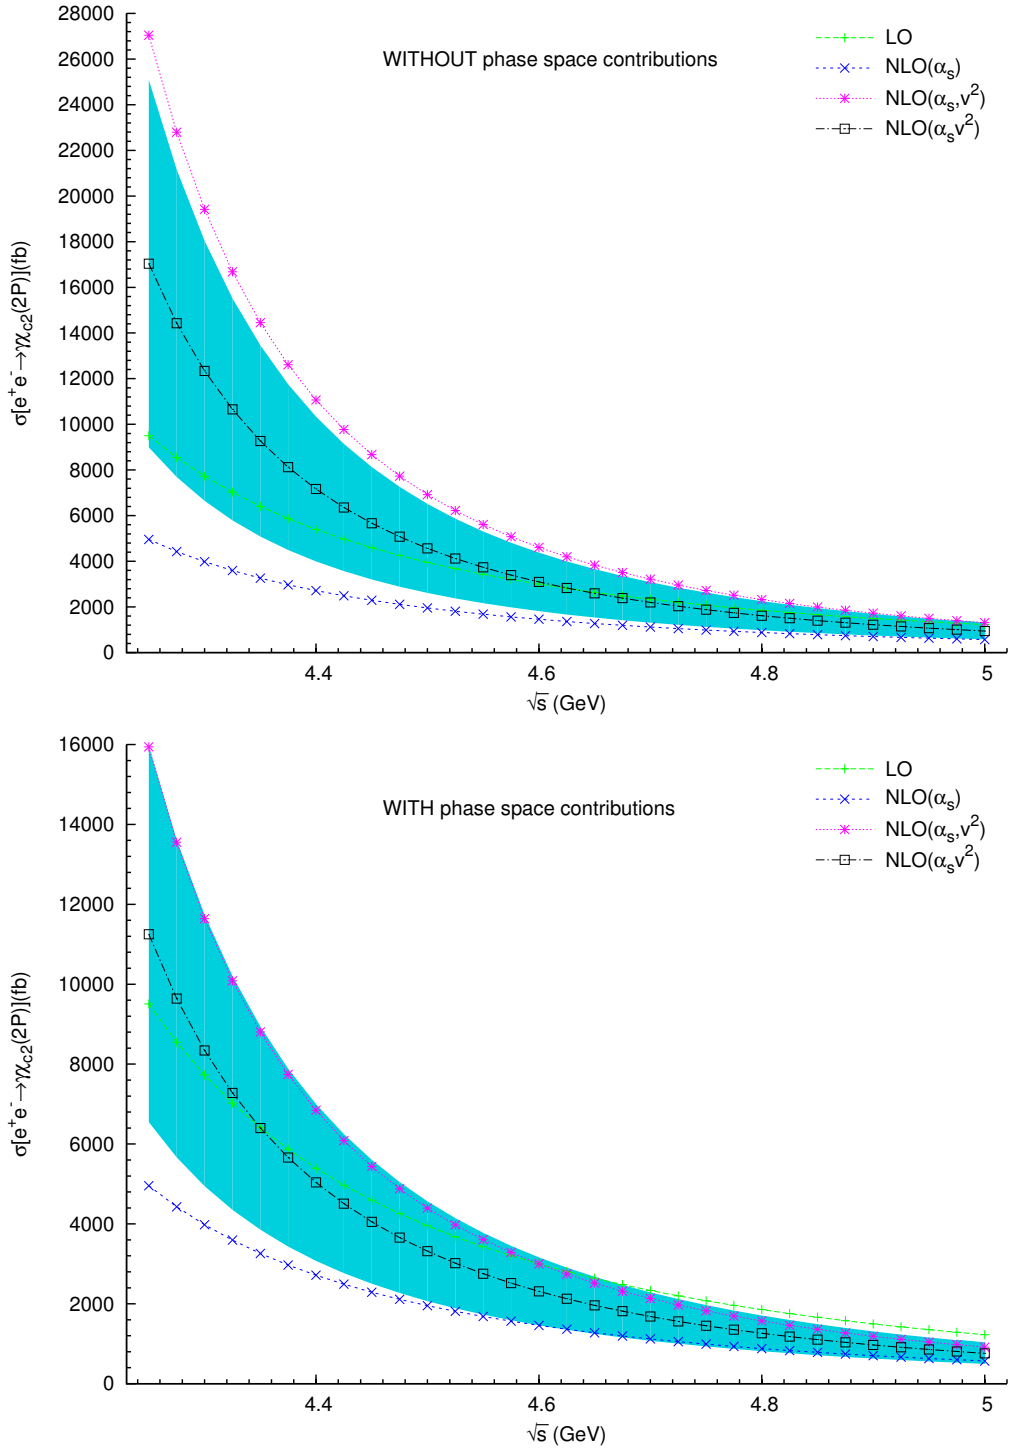 28000
26000
24000
22000
20000
18000
16000
14000
12000
10000
8000
6000
4000
2000
0
σ[e⁺e⁻→γχc2(2P)](fb)
WITHOUT phase space contributions
LO
NLO(αₛ)
NLO(αₛ,v²)
NLO(αₛv²)
4.4 4.6 4.8 5
√s (GeV)
16000
14000
12000
10000
8000
6000
4000
2000
0
σ[e⁺e⁻→γχc2(2P)](fb)
WITH phase space contributions
LO
NLO(αₛ)
NLO(αₛ,v²)
NLO(αₛv²)
4.4 4.6 4.8 5
√s (GeV)